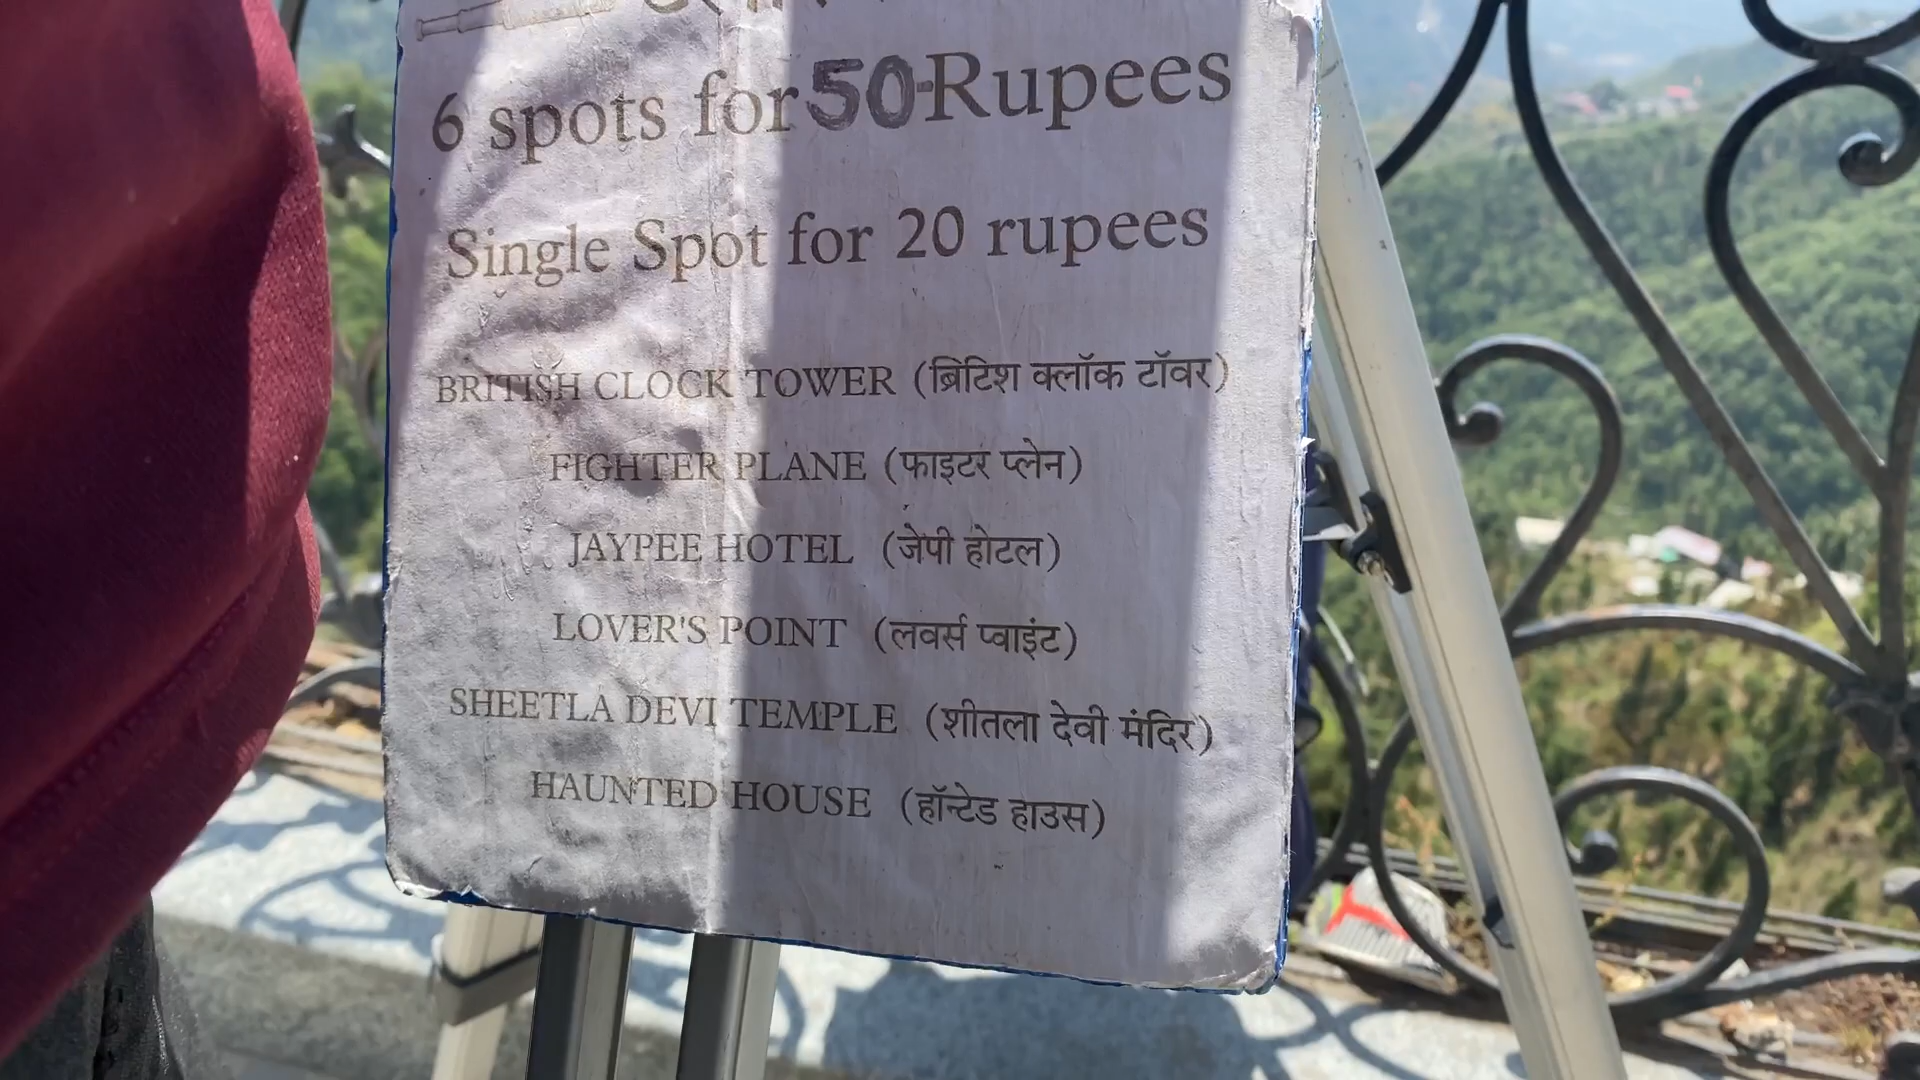 6 spots for 50-Rupees
Single Spot for 20 rupees
BRITISH CLOCK TOWER (ब्रिटिश क्लॉक टॉवर)
FIGHTER PLANE (फाइटर प्लेन)
JAYPEE HOTEL (जेपी होटल)
LOVER'S POINT (लवर्स प्वाइंट)
SHEETLA DEVI TEMPLE (शीतला देवी मंदिर)
HAUNTED HOUSE (हॉन्टेड हाउस)